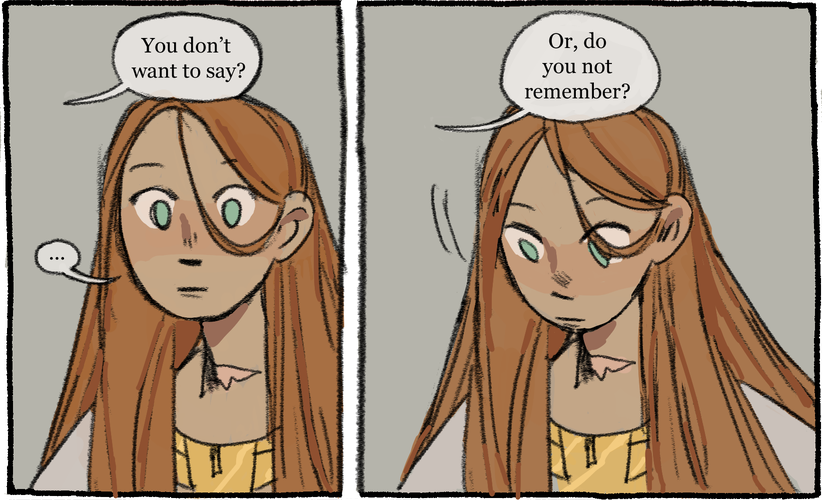 You don’t
want to say?
...
Or, do
you not
remember?